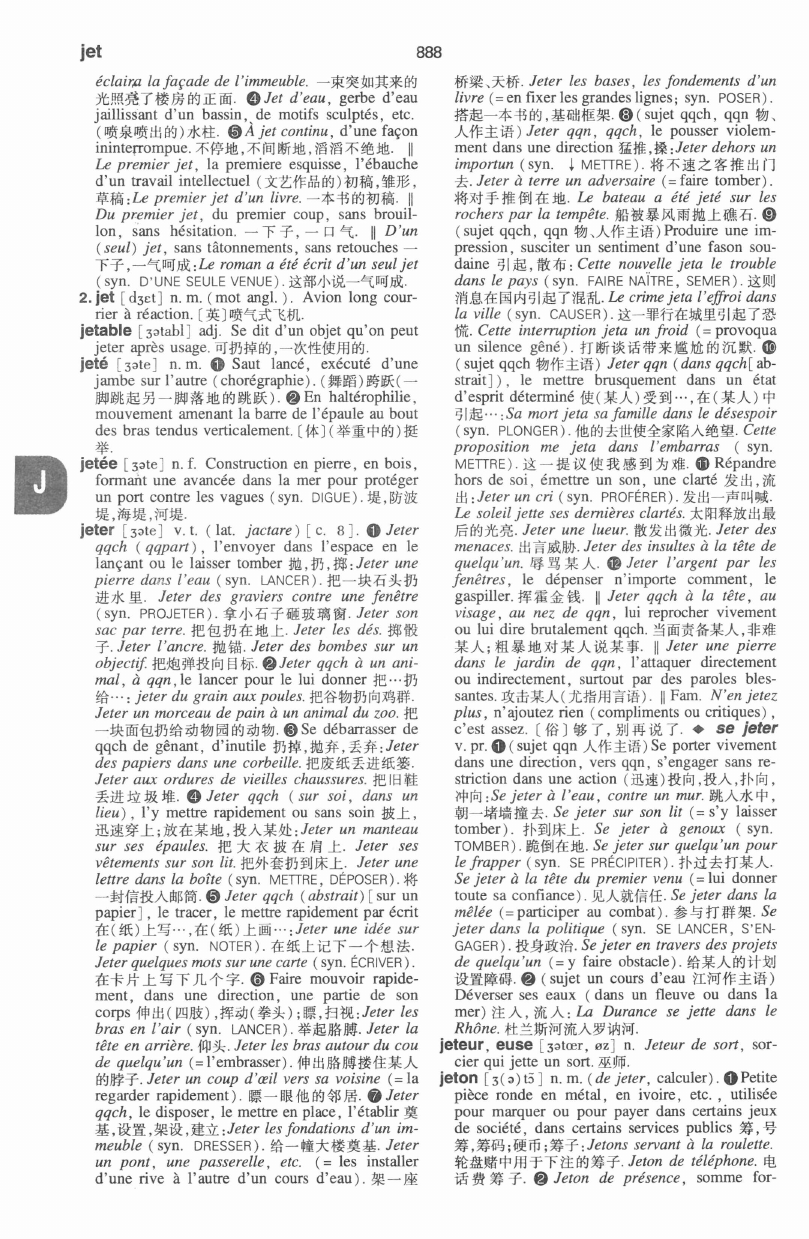 jet
888
éclaira la façade de l'immeuble. 一束突如其来的
光照亮了楼房的正面. ❹ Jet d'eau, gerbe d'eau
jaillissant d'un bassin, de motifs sculptés, etc.
(喷泉喷出的)水柱. ❺ À jet continu, d'une façon
ininterrompue. 不停地,不间断地,滔滔不绝地. ‖
Le premier jet, la premiere esquisse, l'ébauche
d'un travail intellectuel (文艺作品的)初稿,雏形,
草稿:Le premier jet d'un livre. 一本书的初稿. ‖
Du premier jet, du premier coup, sans brouil-
lon, sans hésitation. 一下子,一口气. ‖ D'un
(seul) jet, sans tâtonnements, sans retouches 一
下子,一气呵成:Le roman a été écrit d'un seul jet
(syn. D'UNE SEULE VENUE). 这部小说一气呵成.
2. jet [dʒɛt] n. m. (mot angl.). Avion long cour-
rier à réaction. [英]喷气式飞机.
jetable [ʒətabl] adj. Se dit d'un objet qu'on peut
jeter après usage. 可扔掉的,一次性使用的.
jeté [ʒəte] n. m. ❶ Saut lancé, exécuté d'une
jambe sur l'autre (chorégraphie). (舞蹈)跨跃(一
脚跳起另一脚落地的跳跃). ❷ En haltérophilie,
mouvement amenant la barre de l'épaule au bout
des bras tendus verticalement. [体](举重中的)挺
举.
jetée [ʒəte] n. f. Construction en pierre, en bois,
formant une avancée dans la mer pour protéger
un port contre les vagues (syn. DIGUE). 堤,防波
堤,海堤,河堤.
J
jeter [ʒəte] v. t. (lat. jactare) [c. 8]. ❶ Jeter
qqch (qqpart), l'envoyer dans l'espace en le
lançant ou le laisser tomber 抛,扔,掷:Jeter une
pierre dans l'eau (syn. LANCER). 把一块石头扔
进水里. Jeter des graviers contre une fenêtre
(syn. PROJETER). 拿小石子砸玻璃窗. Jeter son
sac par terre. 把包扔在地上. Jeter les dés. 掷骰
子. Jeter l'ancre. 抛锚. Jeter des bombes sur un
objectif. 把炮弹投向目标. ❷ Jeter qqch à un ani-
mal, à qqn, le lancer pour le lui donner 把…扔
给…: jeter du grain aux poules. 把谷物扔向鸡群.
Jeter un morceau de pain à un animal du zoo. 把
一块面包扔给动物园的动物. ❸ Se débarrasser de
qqch de gênant, d'inutile 扔掉,抛弃,丢弃:Jeter
des papiers dans une corbeille. 把废纸丢进纸篓.
Jeter aux ordures de vieilles chaussures. 把旧鞋
丢进垃圾堆. ❹ Jeter qqch (sur soi, dans un
lieu), l'y mettre rapidement ou sans soin 披上,
迅速穿上;放在某地,投入某处:Jeter un manteau
sur ses épaules. 把大衣披在肩上. Jeter ses
vêtements sur son lit. 把外套扔到床上. Jeter une
lettre dans la boîte (syn. METTRE, DÉPOSER). 将
一封信投入邮筒. ❺ Jeter qqch (abstrait) [sur un
papier], le tracer, le mettre rapidement par écrit
在(纸)上写…,在(纸)上画…:Jeter une idée sur
le papier (syn. NOTER). 在纸上记下一个想法.
Jeter quelques mots sur une carte (syn. ÉCRIVER).
在卡片上写下几个字. ❻ Faire mouvoir rapide-
ment, dans une direction, une partie de son
corps 伸出(四肢),挥动(拳头);瞟,扫视:Jeter les
bras en l'air (syn. LANCER). 举起胳膊. Jeter la
tête en arrière. 仰头. Jeter les bras autour du cou
de quelqu'un (=l'embrasser). 伸出胳膊搂住某人
的脖子. Jeter un coup d'œil vers sa voisine (=la
regarder rapidement). 瞟一眼他的邻居. ❼ Jeter
qqch, le disposer, le mettre en place, l'établir 奠
基,设置,架设,建立:Jeter les fondations d'un im-
meuble (syn. DRESSER). 给一幢大楼奠基. Jeter
un pont, une passerelle, etc. (= les installer
d'une rive à l'autre d'un cours d'eau). 架一座
桥梁、天桥. Jeter les bases, les fondements d'un
livre (=en fixer les grandes lignes; syn. POSER).
搭起一本书的,基础框架. ❽ (sujet qqch, qqn 物、
人作主语) Jeter qqn, qqch, le pousser violem-
ment dans une direction 猛推,搡:Jeter dehors un
importun (syn. ↓ METTRE). 将不速之客推出门
去. Jeter à terre un adversaire (=faire tomber).
将对手推倒在地. Le bateau a été jeté sur les
rochers par la tempête. 船被暴风雨抛上礁石. ❾
(sujet qqch, qqn 物、人作主语) Produire une im-
pression, susciter un sentiment d'une fason sou-
daine 引起,散布: Cette nouvelle jeta le trouble
dans le pays (syn. FAIRE NAÎTRE, SEMER). 这则
消息在国内引起了混乱. Le crime jeta l'effroi dans
la ville (syn. CAUSER). 这一罪行在城里引起了恐
慌. Cette interruption jeta un froid (= provoqua
un silence gêné). 打断谈话带来尴尬的沉默. ❿
(sujet qqch 物作主语) Jeter qqn (dans qqch[ab-
strait]), le mettre brusquement dans un état
d'esprit déterminé 使(某人)受到…,在(某人)中
引起…:Sa mort jeta sa famille dans le désespoir
(syn. PLONGER). 他的去世使全家陷入绝望. Cette
proposition me jeta dans l'embarras (syn.
METTRE). 这一提议使我感到为难. ⓫ Répandre
hors de soi, émettre un son, une clarté 发出,流
出:Jeter un cri (syn. PROFÉRER). 发出一声叫喊.
Le soleil jette ses dernières clartés. 太阳释放出最
后的光亮. Jeter une lueur. 散发出微光. Jeter des
menaces. 出言威胁. Jeter des insultes à la tête de
quelqu'un. 辱骂某人. ⓬ Jeter l'argent par les
fenêtres, le dépenser n'importe comment, le
gaspiller. 挥霍金钱. ‖ Jeter qqch à la tête, au
visage, au nez de qqn, lui reprocher vivement
ou lui dire brutalement qqch. 当面责备某人,非难
某人;粗暴地对某人说某事. ‖ Jeter une pierre
dans le jardin de qqn, l'attaquer directement
ou indirectement, surtout par des paroles bles-
santes. 攻击某人(尤指用言语). ‖ Fam. N'en jetez
plus, n'ajoutez rien (compliments ou critiques),
c'est assez. [俗]够了,别再说了. ◆ se jeter
v. pr. ❶ (sujet qqn 人作主语) Se porter vivement
dans une direction, vers qqn, s'engager sans re-
striction dans une action (迅速)投向,投入,扑向,
冲向:Se jeter à l'eau, contre un mur. 跳入水中,
朝一堵墙撞去. Se jeter sur son lit (= s'y laisser
tomber). 扑到床上. Se jeter à genoux (syn.
TOMBER). 跪倒在地. Se jeter sur quelqu'un pour
le frapper (syn. SE PRÉCIPITER). 扑过去打某人.
Se jeter à la tête du premier venu (=lui donner
toute sa confiance). 见人就信任. Se jeter dans la
mêlée (=participer au combat). 参与打群架. Se
jeter dans la politique (syn. SE LANCER, S'EN-
GAGER). 投身政治. Se jeter en travers des projets
de quelqu'un (=y faire obstacle). 给某人的计划
设置障碍. ❷ (sujet un cours d'eau 江河作主语)
Déverser ses eaux (dans un fleuve ou dans la
mer) 注入,流入: La Durance se jette dans le
Rhône. 杜兰斯河流入罗讷河.
jeteur, euse [ʒətœr, øz] n. Jeteur de sort, sor-
cier qui jette un sort. 巫师.
jeton [ʒ(ə)tɔ̃] n. m. (de jeter, calculer). ❶ Petite
pièce ronde en métal, en ivoire, etc., utilisée
pour marquer ou pour payer dans certains jeux
de société, dans certains services publics 筹,号
筹,筹码;硬币;筹子:Jetons servant à la roulette.
轮盘赌中用于下注的筹子. Jeton de téléphone. 电
话费筹子. ❷ Jeton de présence, somme for-